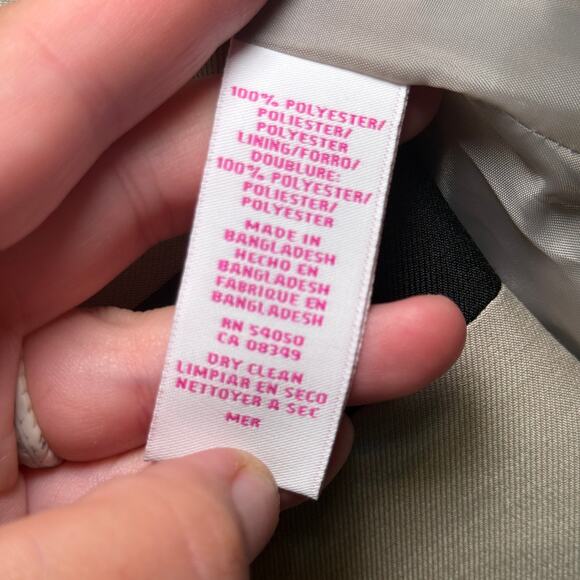 100% POLYESTER/
POLIESTER/
POLYESTER
LINING/FORRO/
DOUBLURE:
100% POLYESTER/
POLIESTER/
POLYESTER
MADE IN
BANGLADESH
HECHO EN
BANGLADESH
FABRIQUE EN
BANGLADESH
RN 54050
CA 08349
DRY CLEAN
LIMPIAR EN SECO
NETTOYER A SEC
MER